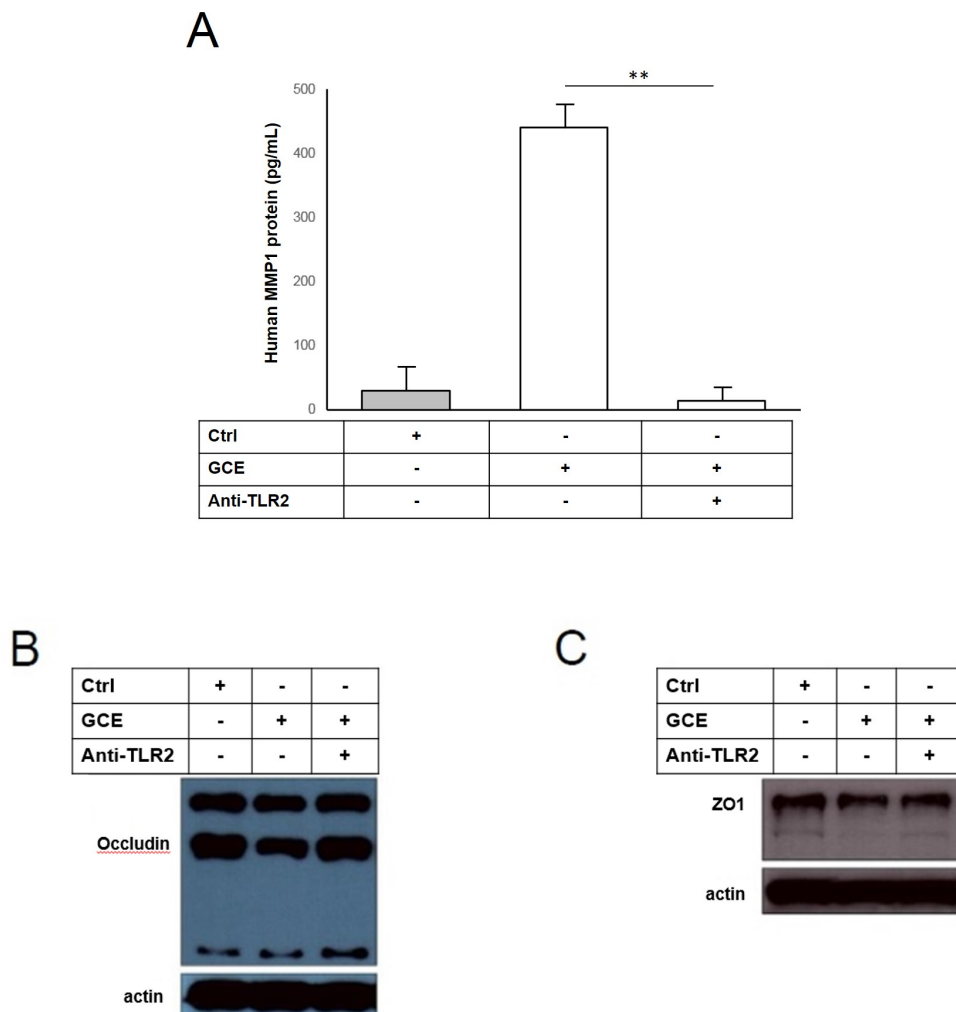 A
**
500
400
300
200
100
0
Human MMP1 protein (pg/mL)
Ctrl + - -
GCE - + +
Anti-TLR2 - - +
B
Ctrl + - -
GCE - + +
Anti-TLR2 - - +
Occludin
actin
C
Ctrl + - -
GCE - + +
Anti-TLR2 - - +
ZO1
actin